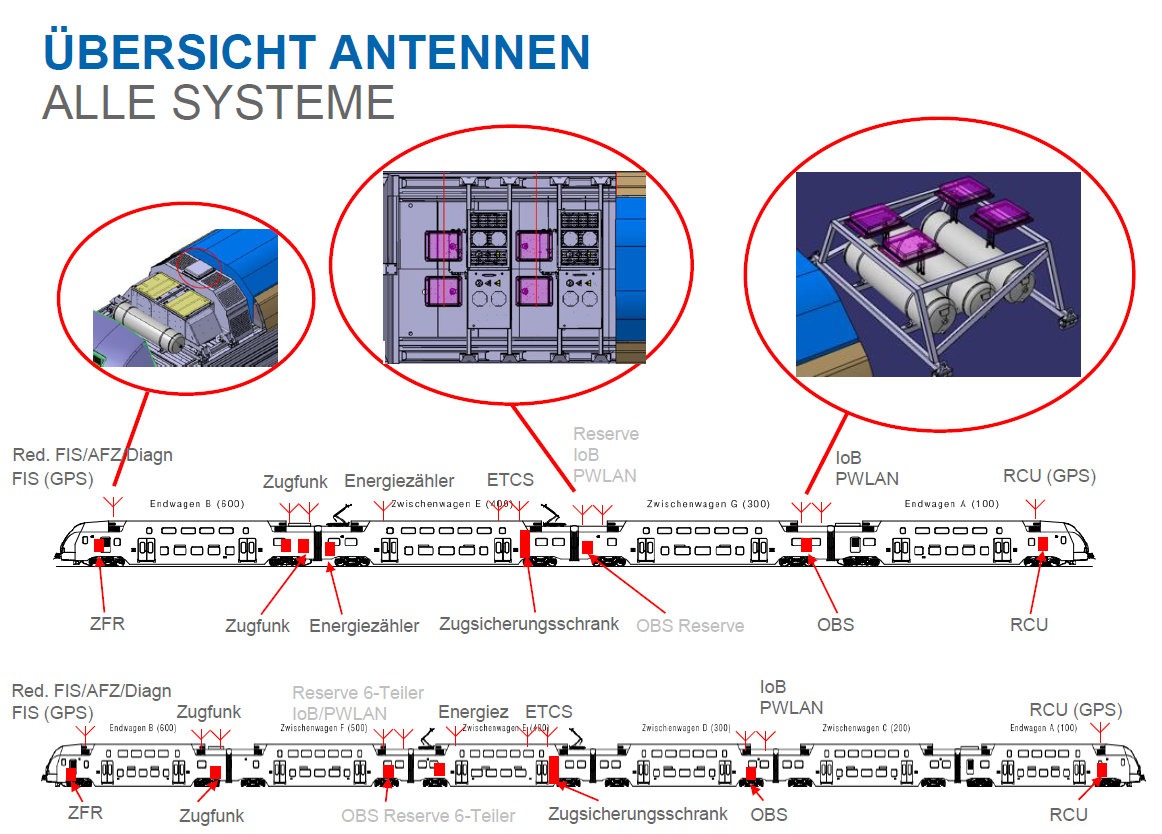 ÜBERSICHT ANTENNEN
ALLE SYSTEME
Reserve
IoB
PWLAN
Red. FIS/AFZ/Diagn
FIS (GPS)
Zugfunk
Energiezähler
ETCS
IoB
PWLAN
RCU (GPS)
Endwagen B (600)
Zwischenwagen E (400)
Zwischenwagen G (300)
Endwagen A (100)
ZFR
Zugfunk
Energiezähler
Zugsicherungsschrank
OBS Reserve
OBS
RCU
Red. FIS/AFZ/Diagn
FIS (GPS)
Zugfunk
Reserve 6-Teiler
IoB/PWLAN
Energiez
ETCS
IoB
PWLAN
RCU (GPS)
Endwagen B (600)
Zwischenwagen F (500)
Zwischenwagen E (400)
Zwischenwagen D (300)
Zwischenwagen C (200)
Endwagen A (100)
ZFR
Zugfunk
OBS Reserve 6-Teiler
Zugsicherungsschrank
OBS
RCU